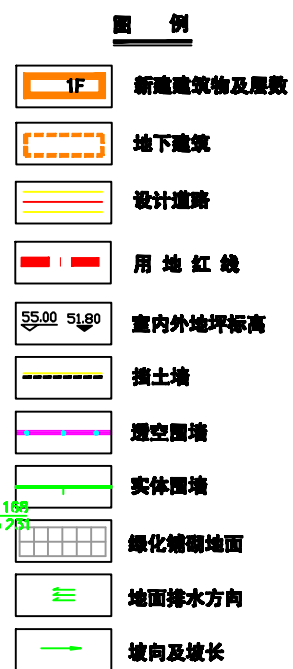 图 例
1F 新建建筑物及层数
地下建筑
设计道路
用 地 红 线
55.00 51.80 室内外地坪标高
挡土墙
透空围墙
实体围墙
绿化铺砌地面
地面排水方向
坡向及坡长